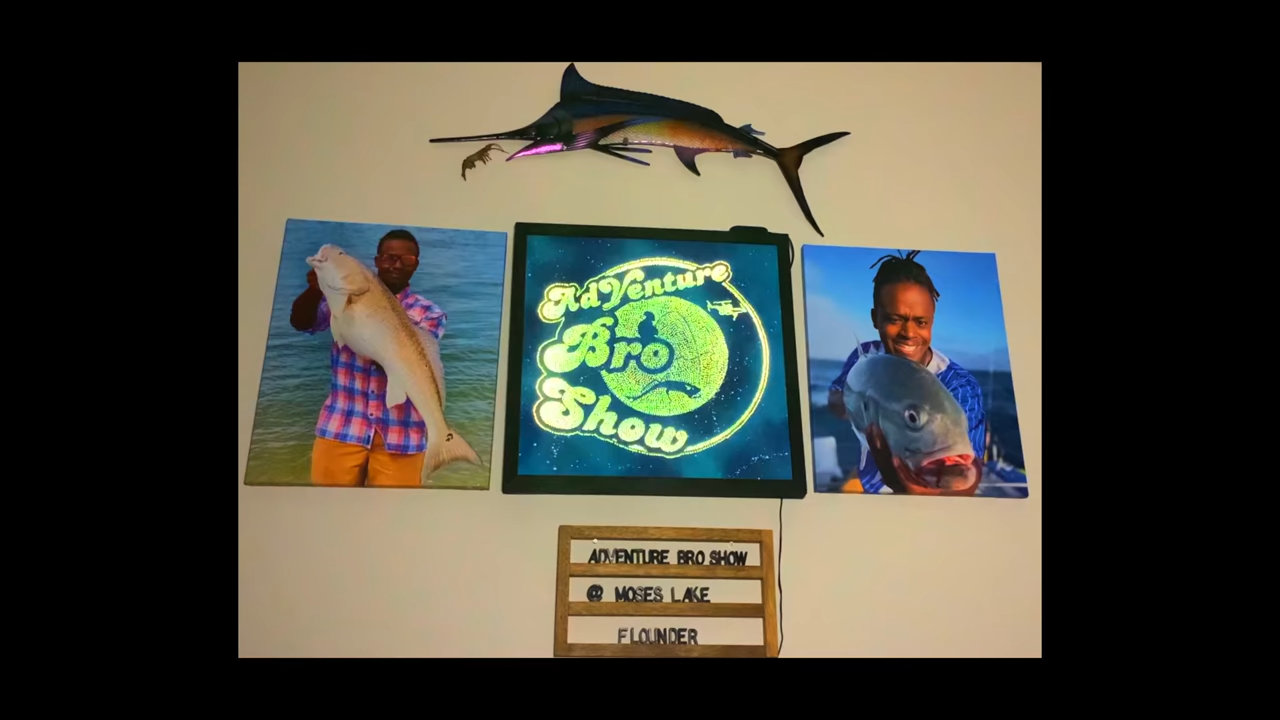 AdVenture
Bro
Show
ADVENTURE BRO SHOW
@ MOSES LAKE
FLOUNDER